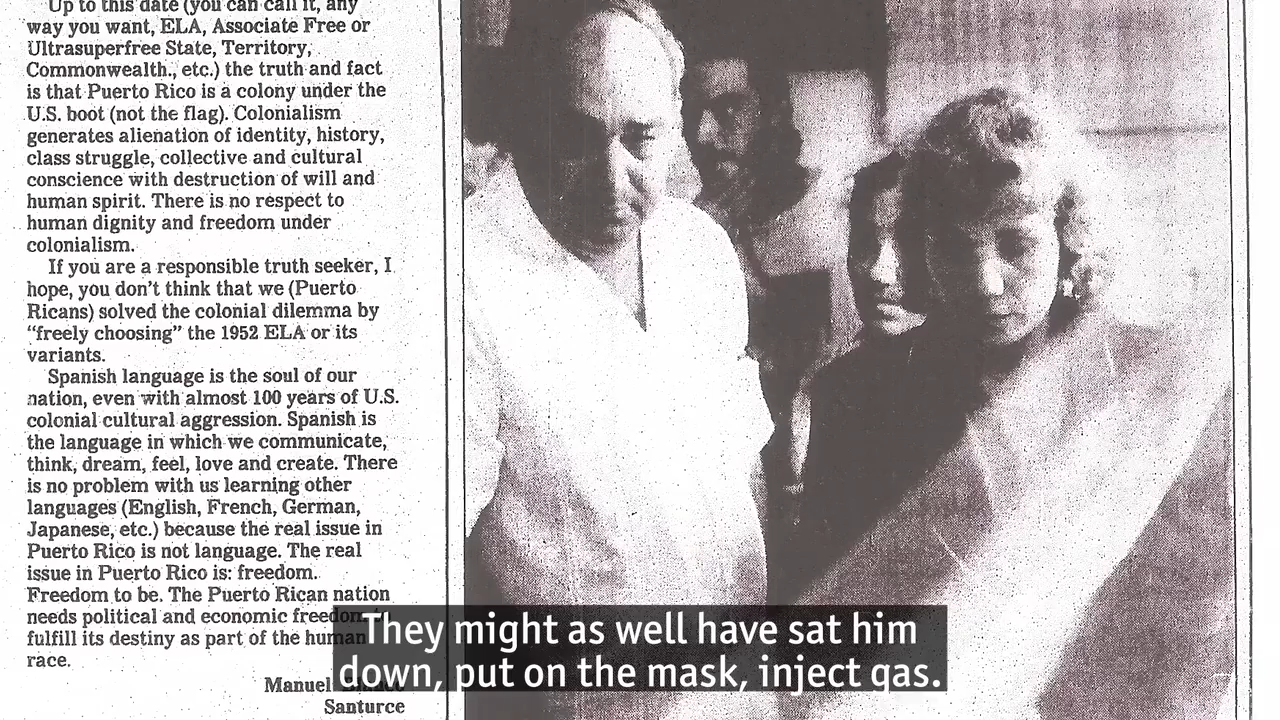 Up to this date (you can call it, any
way you want, ELA, Associate Free or
Ultrasuperfree State, Territory,
Commonwealth., etc.) the truth and fact
is that Puerto Rico is a colony under the
U.S. boot (not the flag). Colonialism
generates alienation of identity, history,
class struggle, collective and cultural
conscience with destruction of will and
human spirit. There is no respect to
human dignity and freedom under
colonialism.
If you are a responsible truth seeker, I
hope, you don't think that we (Puerto
Ricans) solved the colonial dilemma by
"freely choosing" the 1952 ELA or its
variants.
Spanish language is the soul of our
nation, even with almost 100 years of U.S.
colonial cultural aggression. Spanish is
the language in which we communicate,
think, dream, feel, love and create. There
is no problem with us learning other
languages (English, French, German,
Japanese, etc.) because the real issue in
Puerto Rico is not language. The real
issue in Puerto Rico is: freedom.
Freedom to be. The Puerto Rican nation
needs political and economic freedom to
fulfill its destiny as part of the human
race.
Manuel
Santurce
They might as well have sat him
down, put on the mask, inject gas.